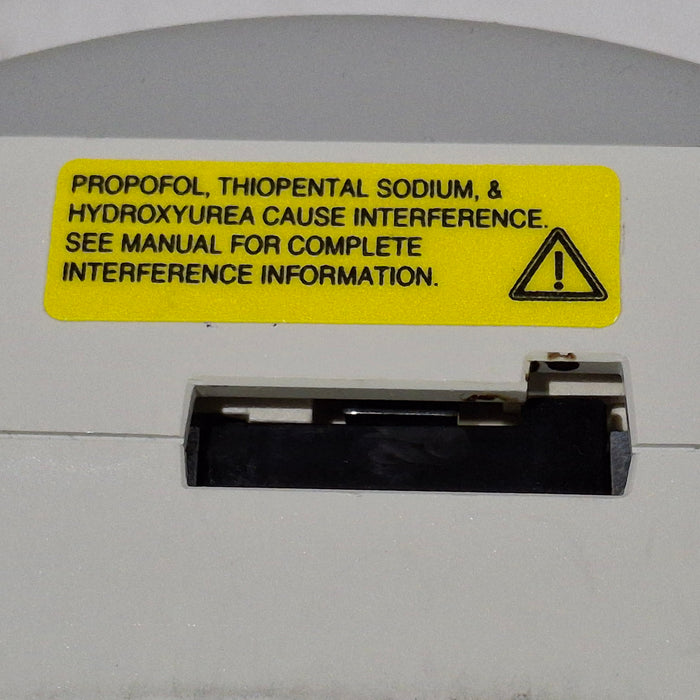 PROPOFOL, THIOPENTAL SODIUM, &
HYDROXYUREA CAUSE INTERFERENCE.
SEE MANUAL FOR COMPLETE
INTERFERENCE INFORMATION.
!